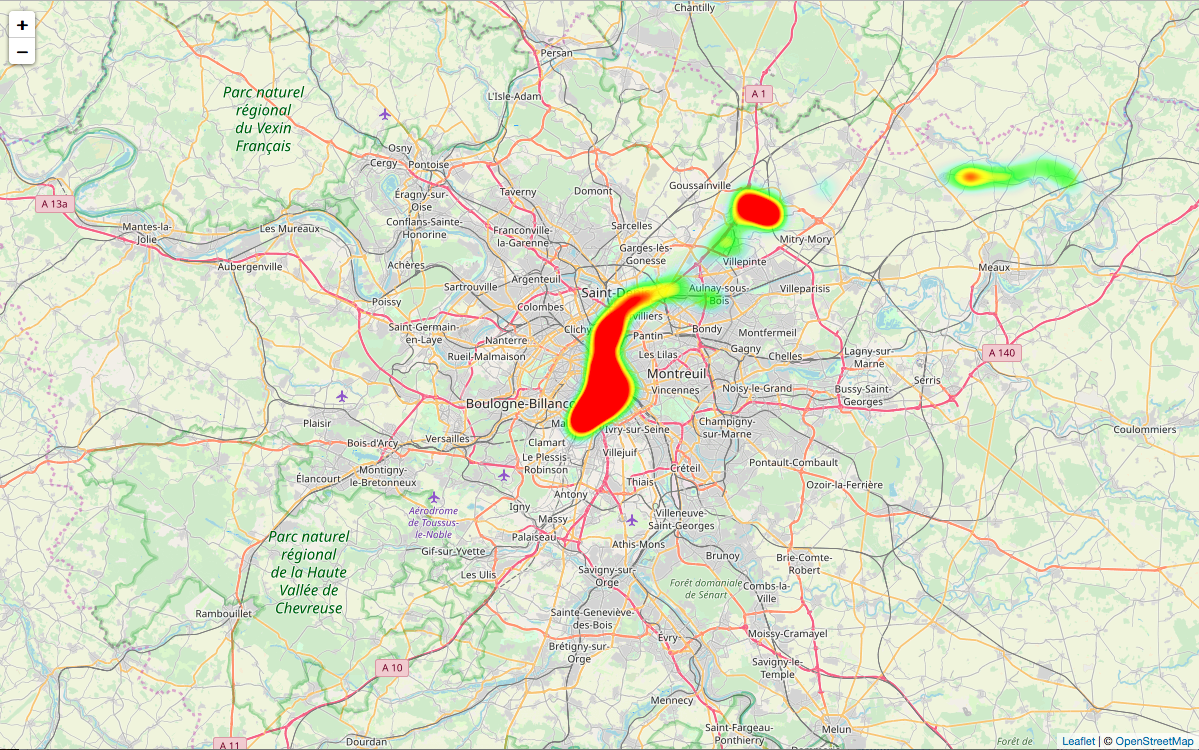 +
−
Chantilly
Persan
A 1
L'Isle-Adam
Parc naturel
régional
du Vexin
Français
Osny
Cergy
Pontoise
Goussainville
Taverny
Domont
Éragny-sur-
Oise
A 13a
Conflans-Sainte-
Honorine
Mantes-la-
Jolie
Les Mureaux
Franconville-
la-Garenne
Sarcelles
Mitry-Mory
Garges-lès-
Gonesse
Villepinte
Aubergenville
Achères
Meaux
Argenteuil
Sartrouville
Saint-D
Aulnay-sous-
Bois
Villeparisis
Poissy
Colombes
villiers
Saint-Germain-
en-Laye
Clichy
Pantin
Bondy
Montfermeil
Nanterre
Gagny
Rueil-Malmaison
Les Lilas
Chelles
Lagny-sur-
Marne
A 140
Montreuil
Serris
Vincennes
Noisy-le-Grand
Bussy-Saint-
Georges
Boulogne-Billanco
Plaisir
Ma
Ivry-sur-Seine
Champigny-
sur-Marne
Coulommiers
Versailles
Bois-d'Arcy
Clamart
Villejuif
Le Plessis
Robinson
Pontault-Combault
Montigny-
le-Bretonneux
Élancourt
Créteil
Thiais
Ozoir-la-Ferrière
Antony
Igny
Aérodrome
de Toussus-
le-Noble
Massy
Villeneuve-
Saint-Georges
Palaiseau
Parc naturel
régional
de la Haute
Vallée de
Chevreuse
Athis-Mons
Gif-sur-Yvette
Brunoy
Brie-Comte-
Robert
Les Ulis
Savigny-sur-
Orge
Forêt domaniale
de Sénart
Combs-la-
Ville
Rambouillet
Sainte-Geneviève-
des-Bois
Évry
Moissy-Cramayel
Brétigny-sur-
Orge
A 10
Savigny-le-
Temple
Mennecy
Saint-Fargeau-
Ponthierry
Melun
A 11
Dourdan
Forêt de
Leaflet | © OpenStreetMap